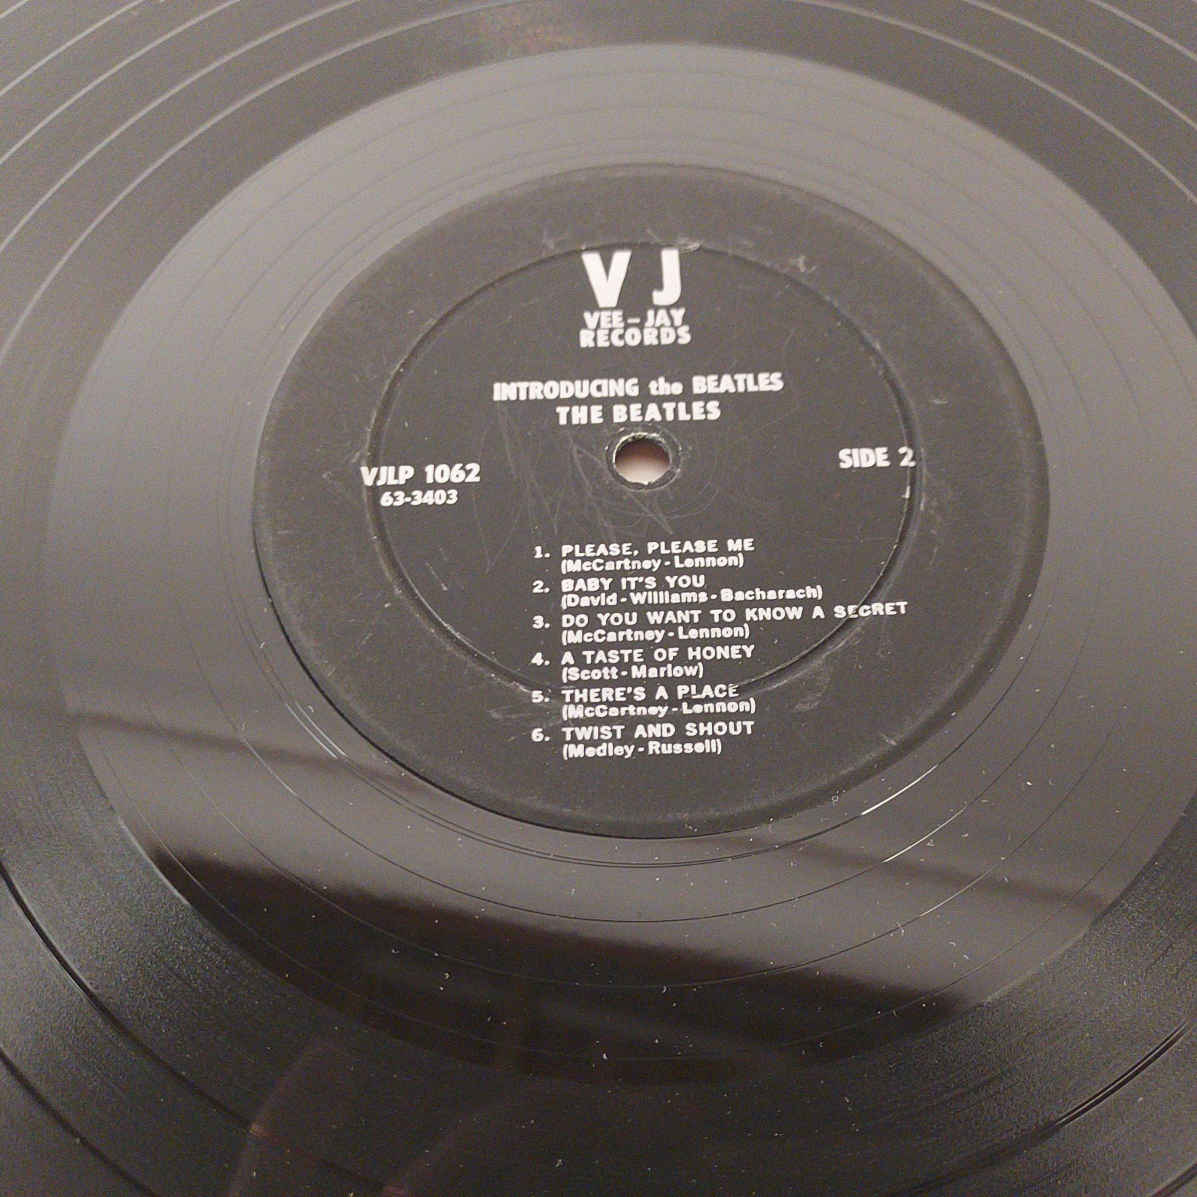 V J
VEE-JAY
RECORDS
INTRODUCING the BEATLES
THE BEATLES
VJLP 1062
63-3403
SIDE 2
1. PLEASE, PLEASE ME
(McCartney-Lennon)
2. BABY IT'S YOU
(David-Williams-Bacharach)
3. DO YOU WANT TO KNOW A SECRET
(McCartney-Lennon)
4. A TASTE OF HONEY
(Scott-Marlow)
5. THERE'S A PLACE
(McCartney-Lennon)
6. TWIST AND SHOUT
(Medley-Russell)